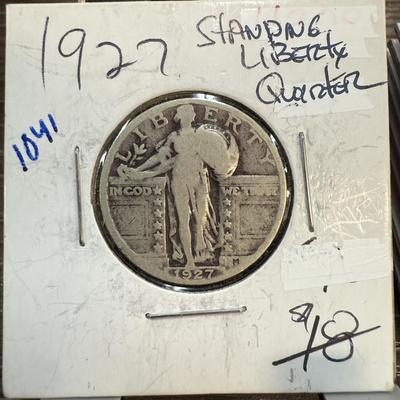 1927
STANDING
LIBERTY
QUARTER
1041
LIBERTY
IN GOD WE TRUST
M
1927
$18